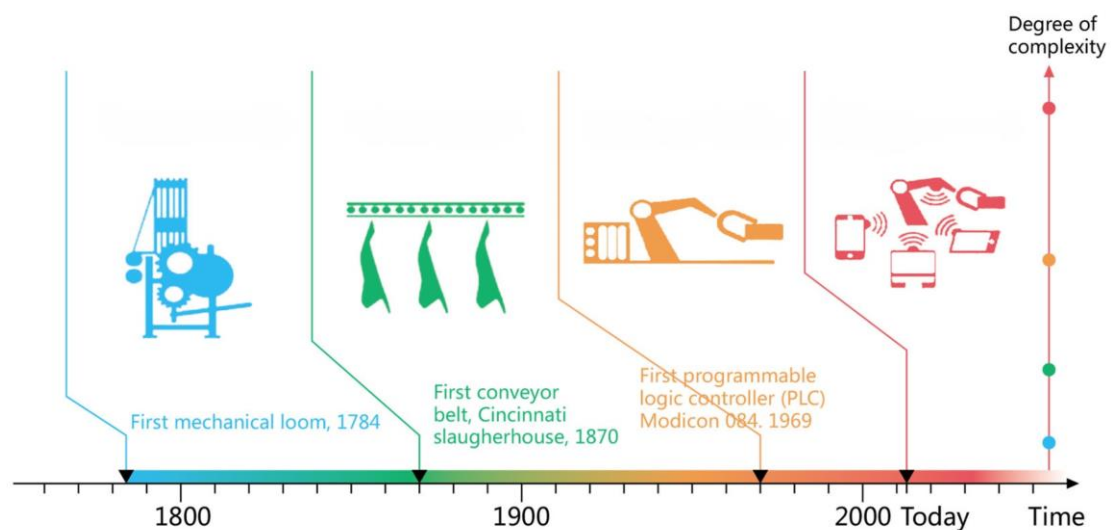 Degree of
complexity
First mechanical loom, 1784
First conveyor
belt, Cincinnati
slaugherhouse, 1870
First programmable
logic controller (PLC)
Modicon 084. 1969
1800
1900
2000
Today
Time